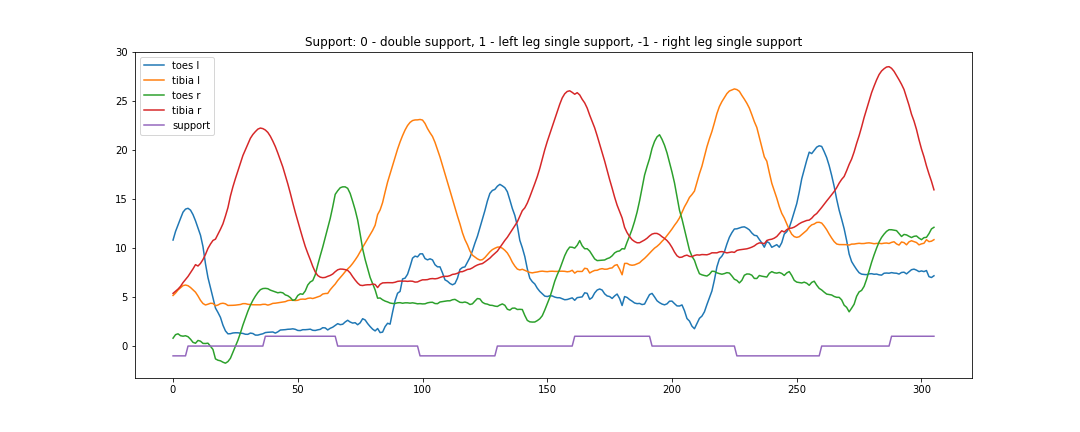 Support: 0 - double support, 1 - left leg single support, -1 - right leg single support
30
25
20
15
10
5
0
toes l
tibia l
toes r
tibia r
support
0 50 100 150 200 250 300